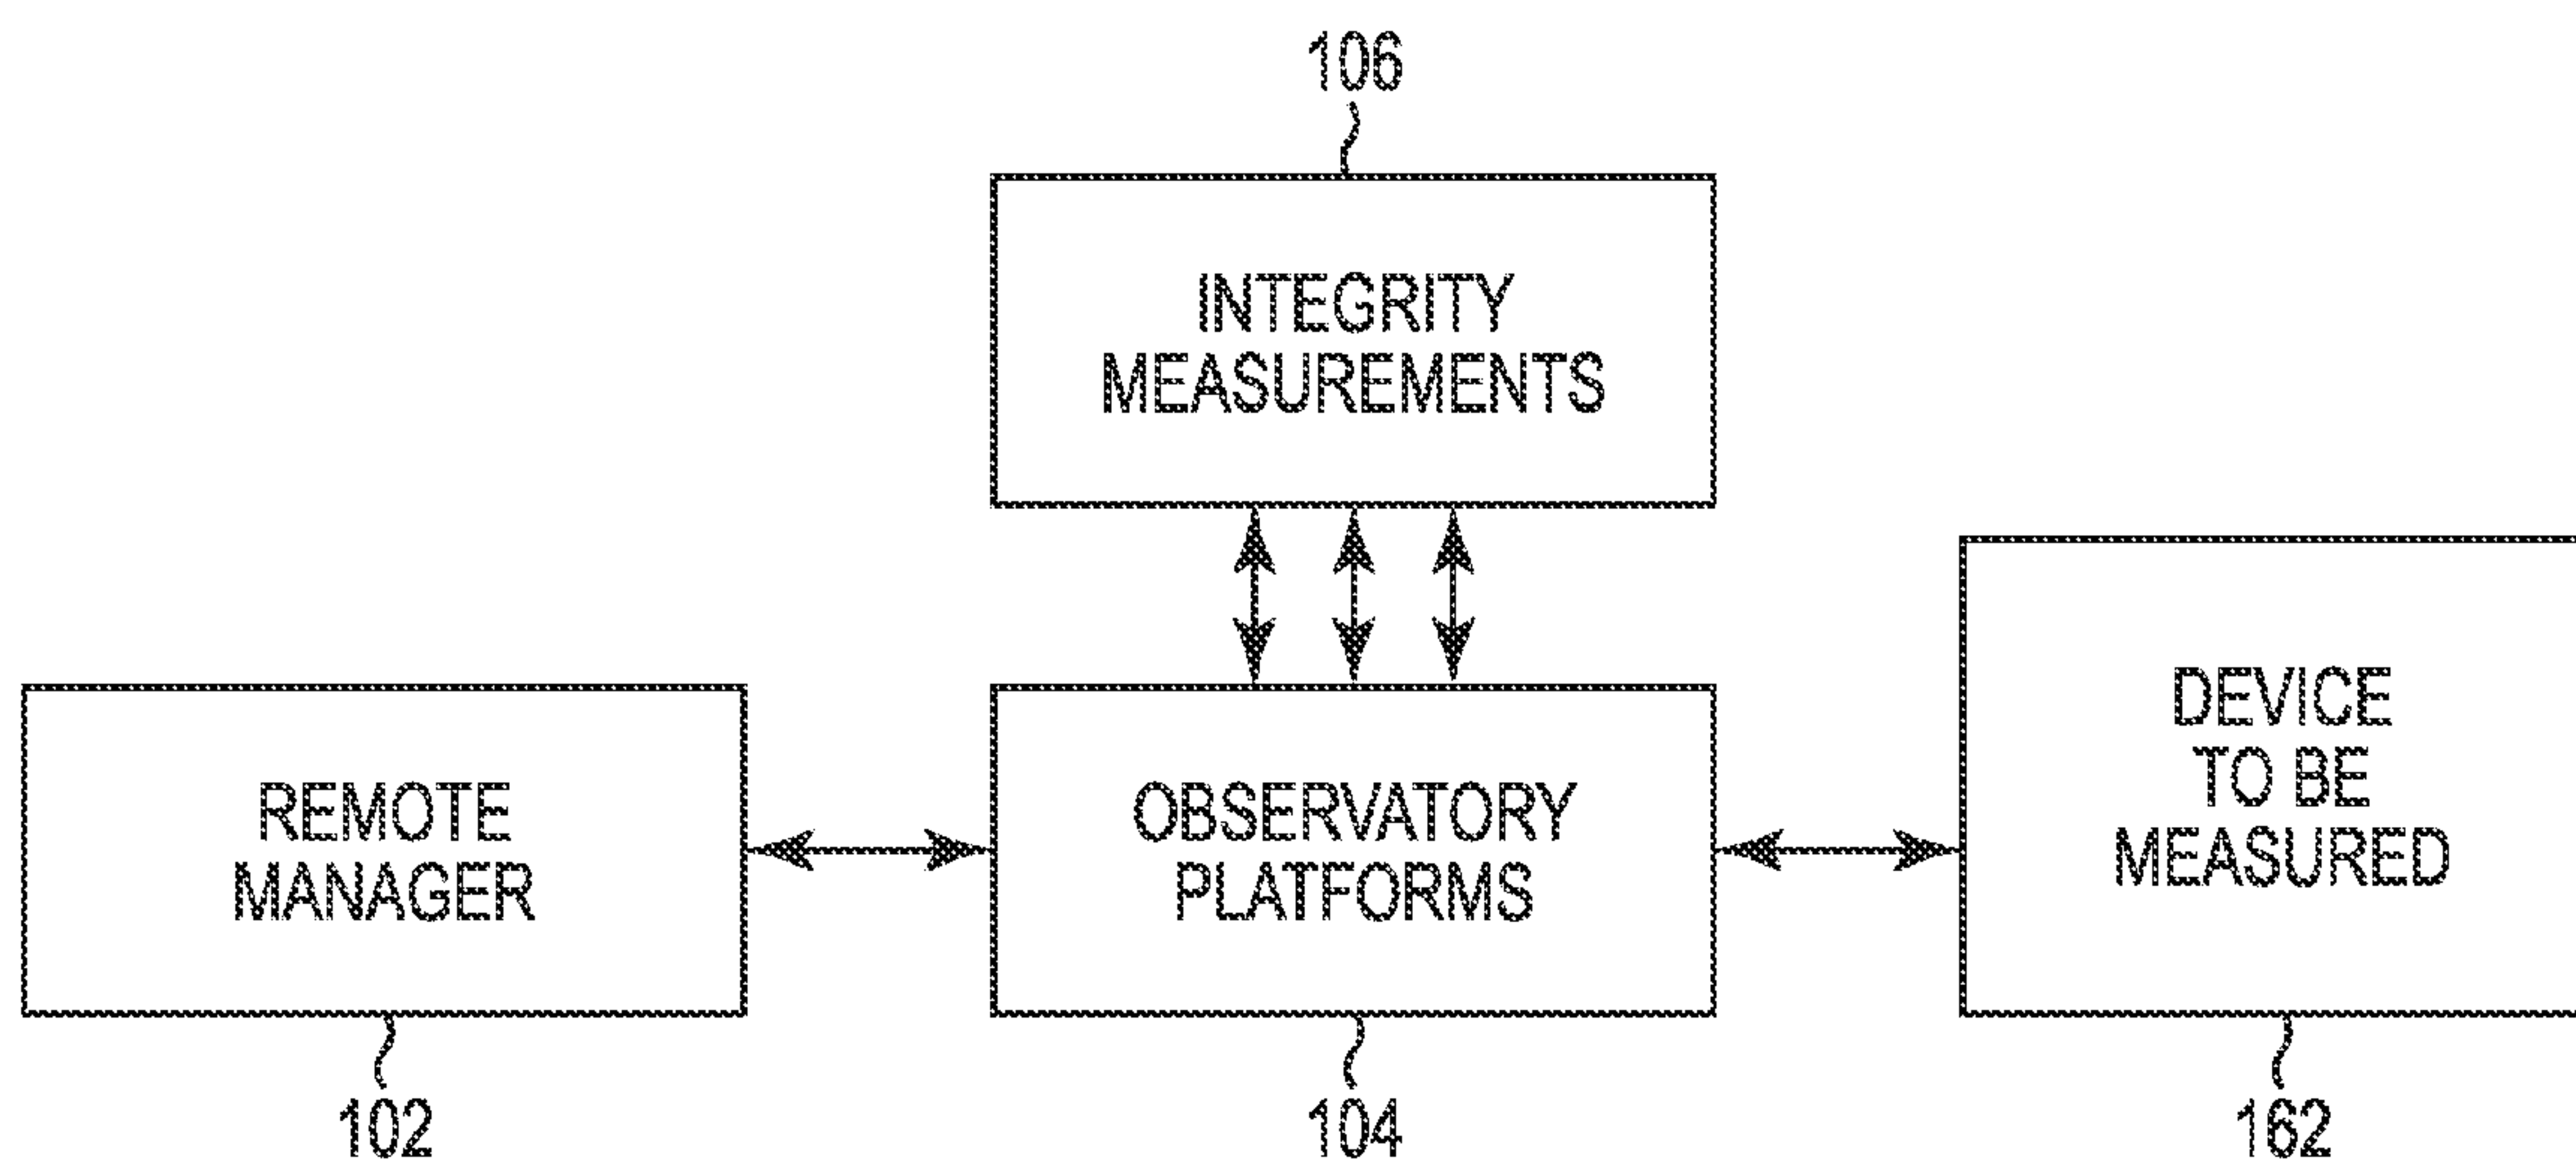 106
INTEGRITY
MEASUREMENTS
REMOTE
MANAGER
OBSERVATORY
PLATFORMS
DEVICE
TO BE
MEASURED
102
104
162